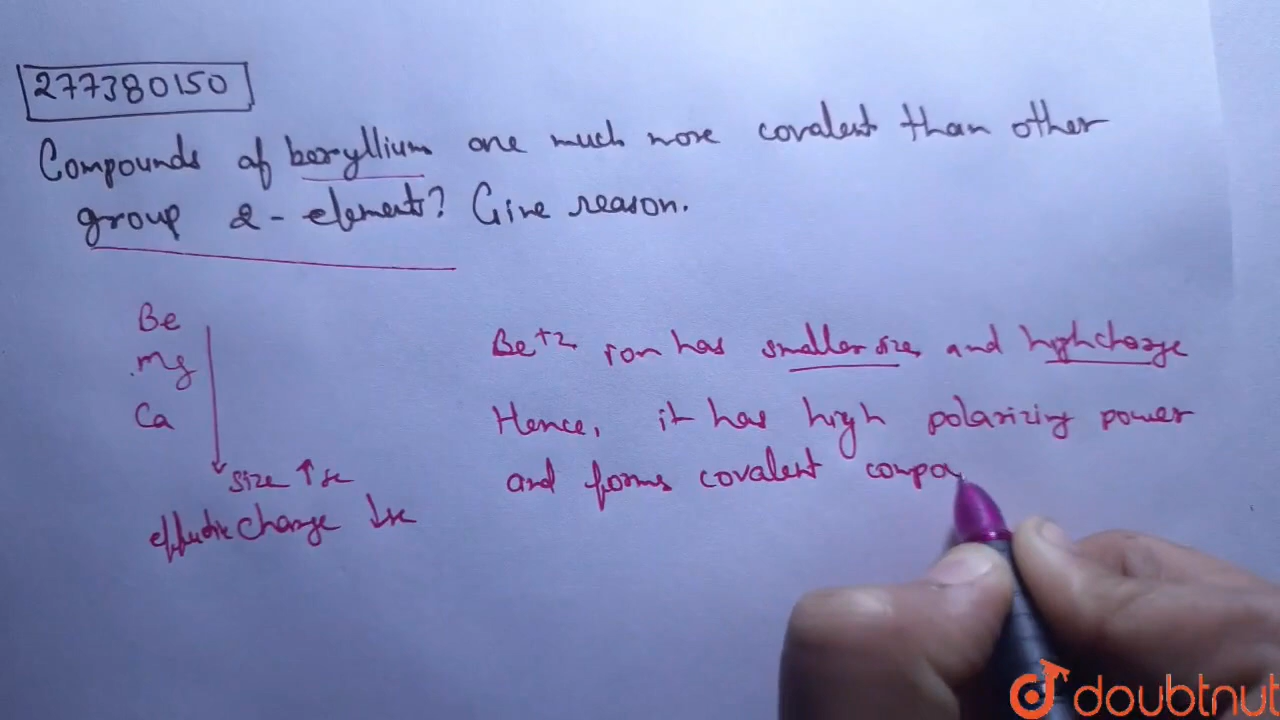 277380150
Compounds of beryllium are much more covalent than other
group 2-elements? Give reason.
Be
Mg
Ca
size ↑se
effective charge ↓se
Be+2 ion has smaller size and high charge
Hence, it has high polarizing power
and forms covalent compou
doubtnut